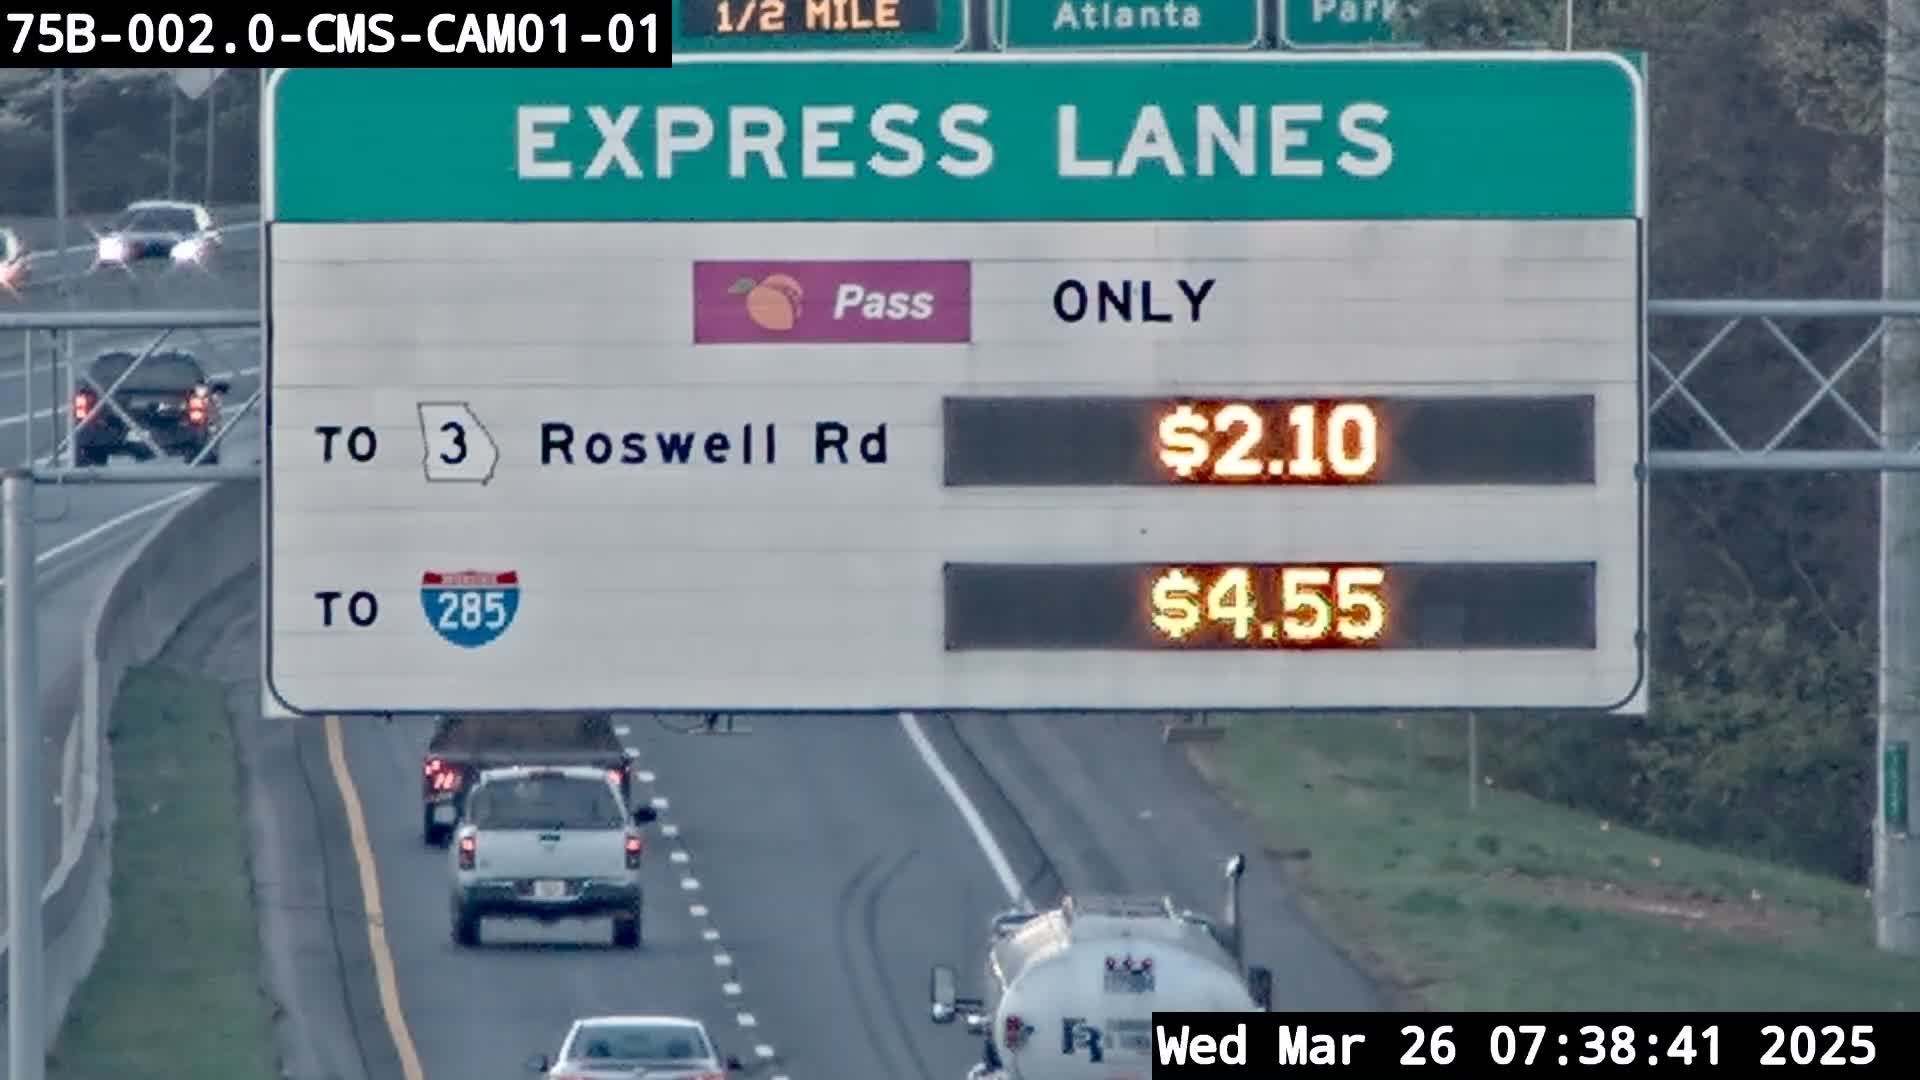 75B-002.0-CMS-CAM01-01
1/2 MILE
Atlanta
Park
EXPRESS LANES
Pass ONLY
TO 3 Roswell Rd $2.10
TO 285 $4.55
Wed Mar 26 07:38:41 2025